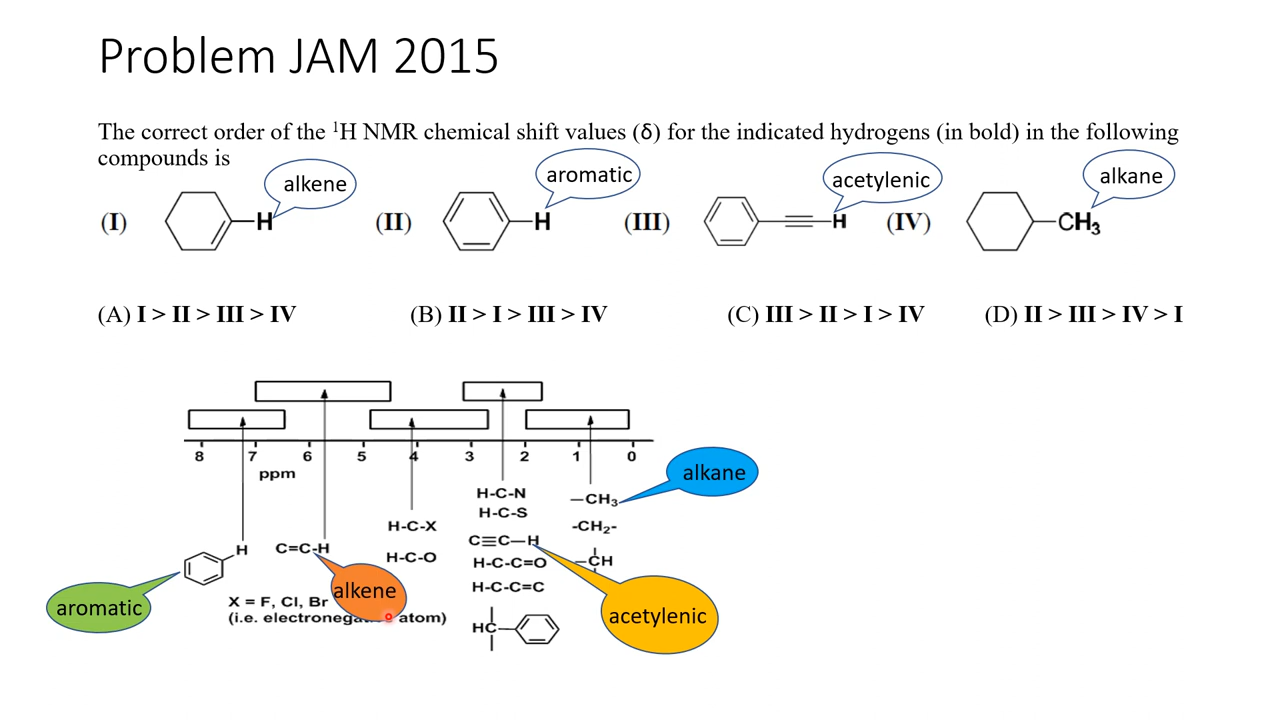 Problem JAM 2015
The correct order of the ¹H NMR chemical shift values (δ) for the indicated hydrogens (in bold) in the following
compounds is
alkene
aromatic
acetylenic
alkane
(I) H (II) H (III) H (IV) CH₃
(A) I > II > III > IV (B) II > I > III > IV (C) III > II > I > IV (D) II > III > IV > I
8 7 6 5 4 3 2 1 0
ppm
alkane
H-C-N
H-C-S
–CH₃
H-C-X
-CH₂-
H
C=C-H
C≡C–H
H-C-O
H-C-C=O
–CH
H-C-C=C
alkene
aromatic
X = F, Cl, Br
(i.e. electronega atom)
acetylenic
HC